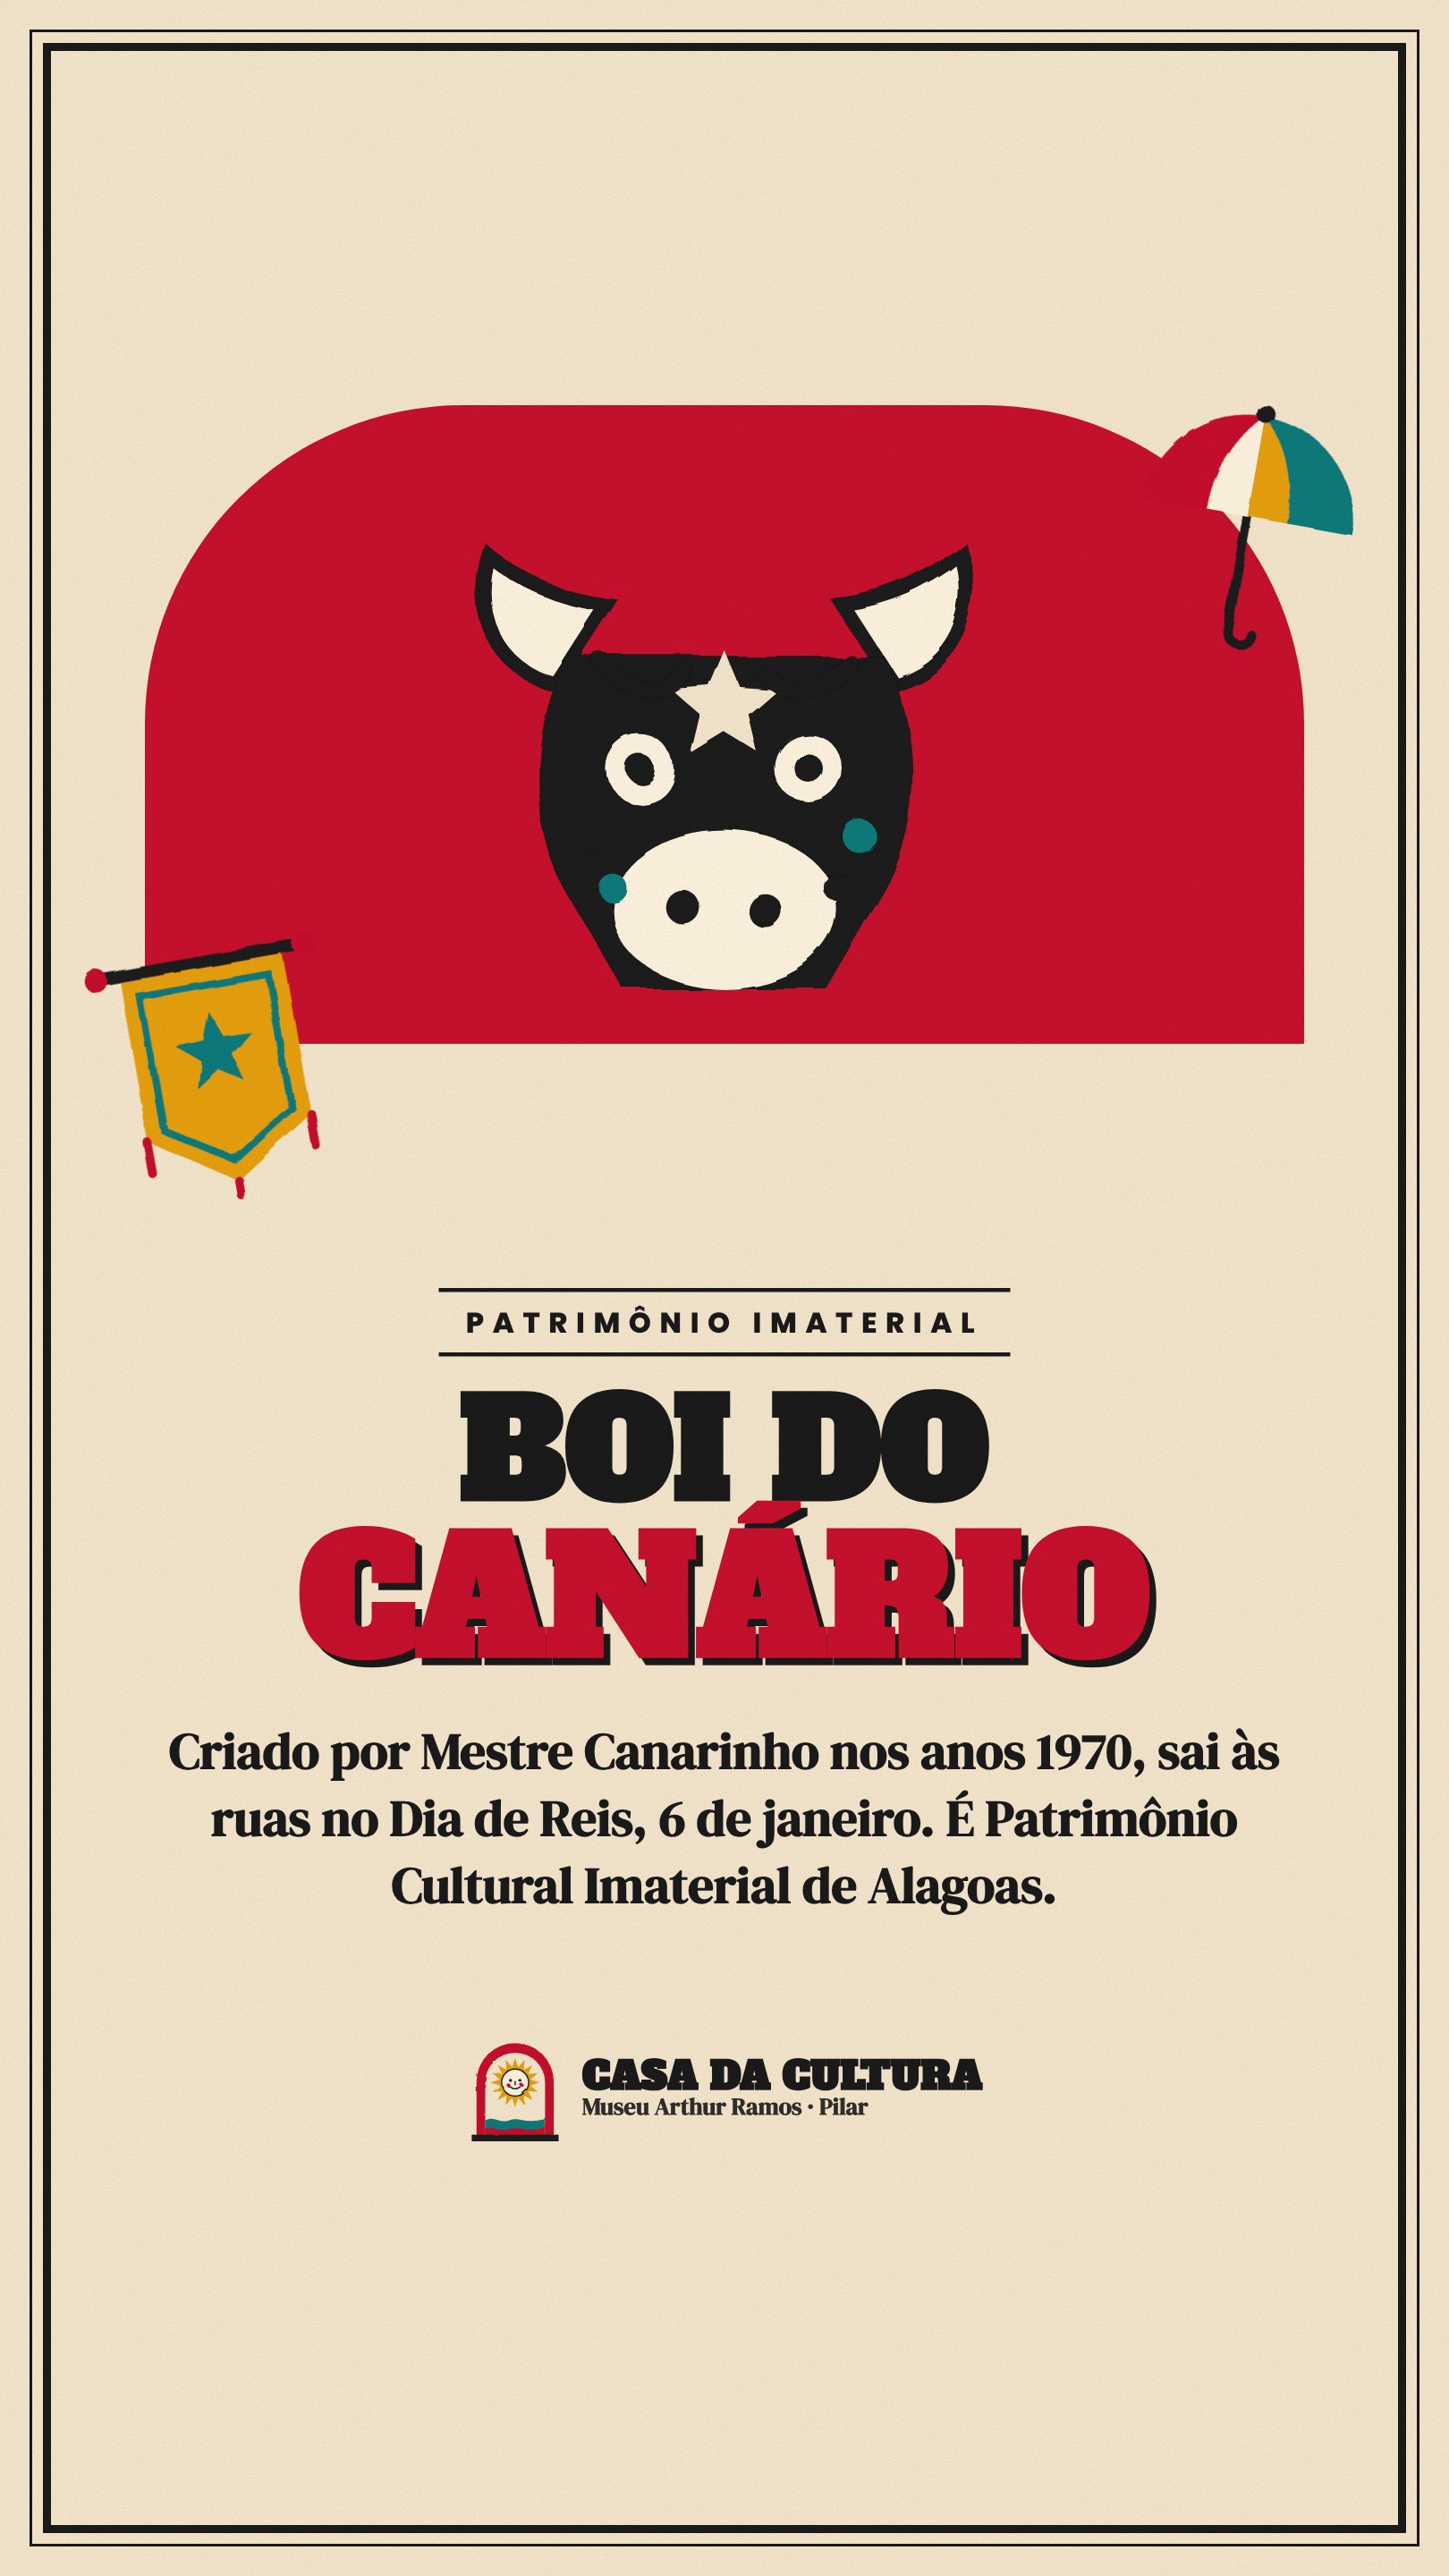 PATRIMÔNIO IMATERIAL
BOI DO
CANÁRIO
Criado por Mestre Canarinho nos anos 1970, sai às
ruas no Dia de Reis, 6 de janeiro. É Patrimônio
Cultural Imaterial de Alagoas.
CASA DA CULTURA
Museu Arthur Ramos • Pilar